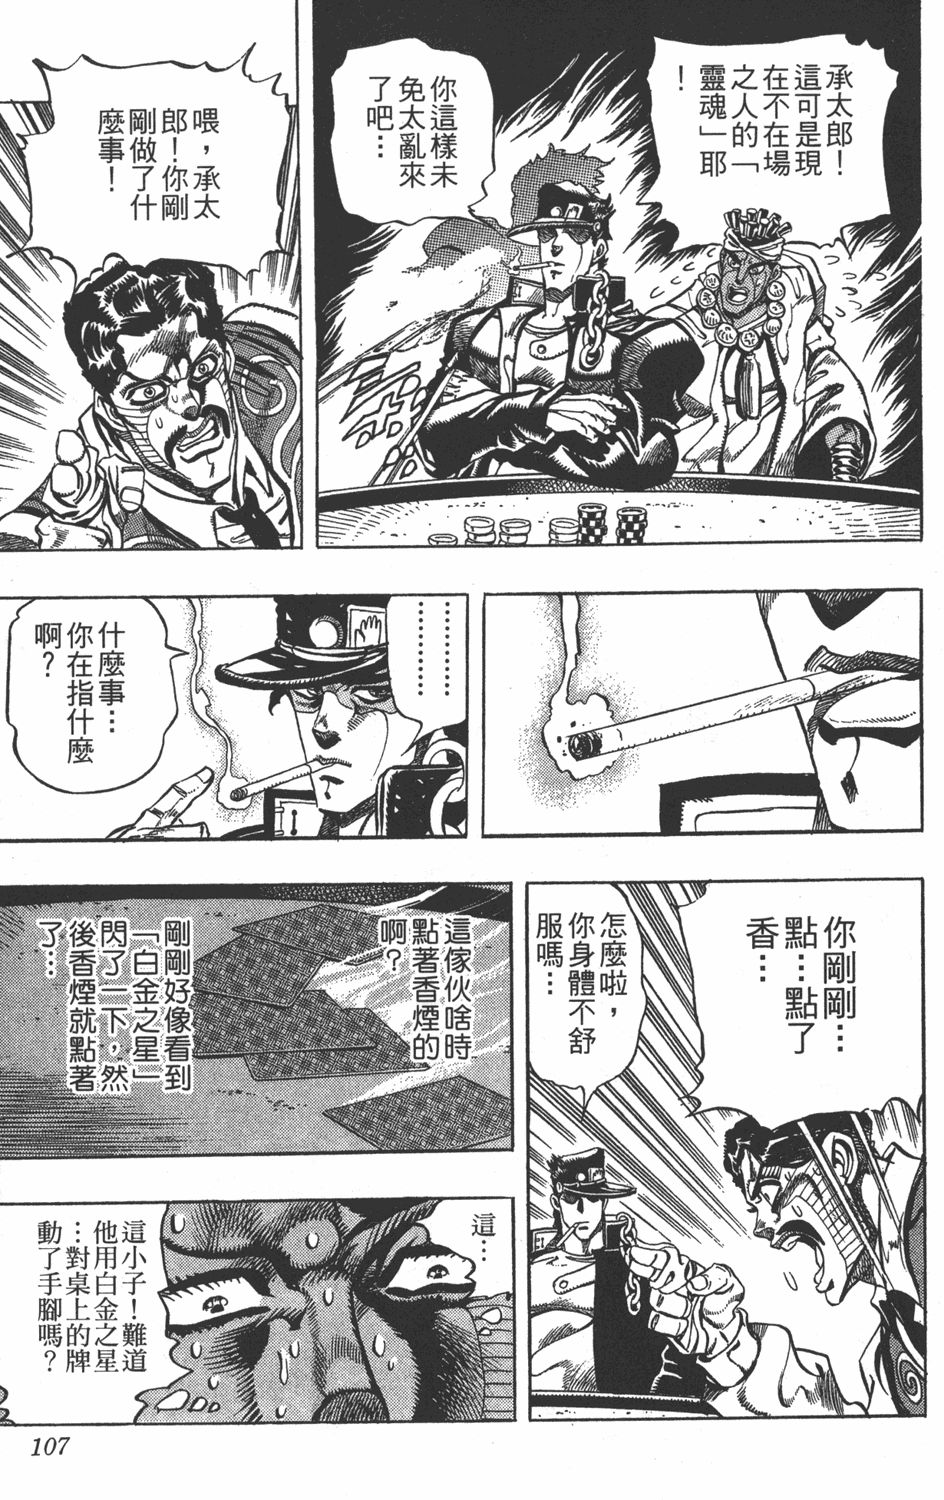 承太郎！
這可是現
在不在場
之人的「
靈魂」耶
！
你這樣未
免太亂來
了吧…
喂，承太
郎！你剛
剛做了什
麼事！
………
………
什麼事…
你在指什麼
啊？
你剛剛…
點…點了
香…
怎麼啦，
你身體不舒
服嗎…
這傢伙啥時
點著香煙的
啊？
剛剛好像看到
「白金之星」
閃了一下，然
後香煙就點著
了…
這…
這小子！難道
他用白金之星
…對桌上的牌
動了手腳嗎？
107